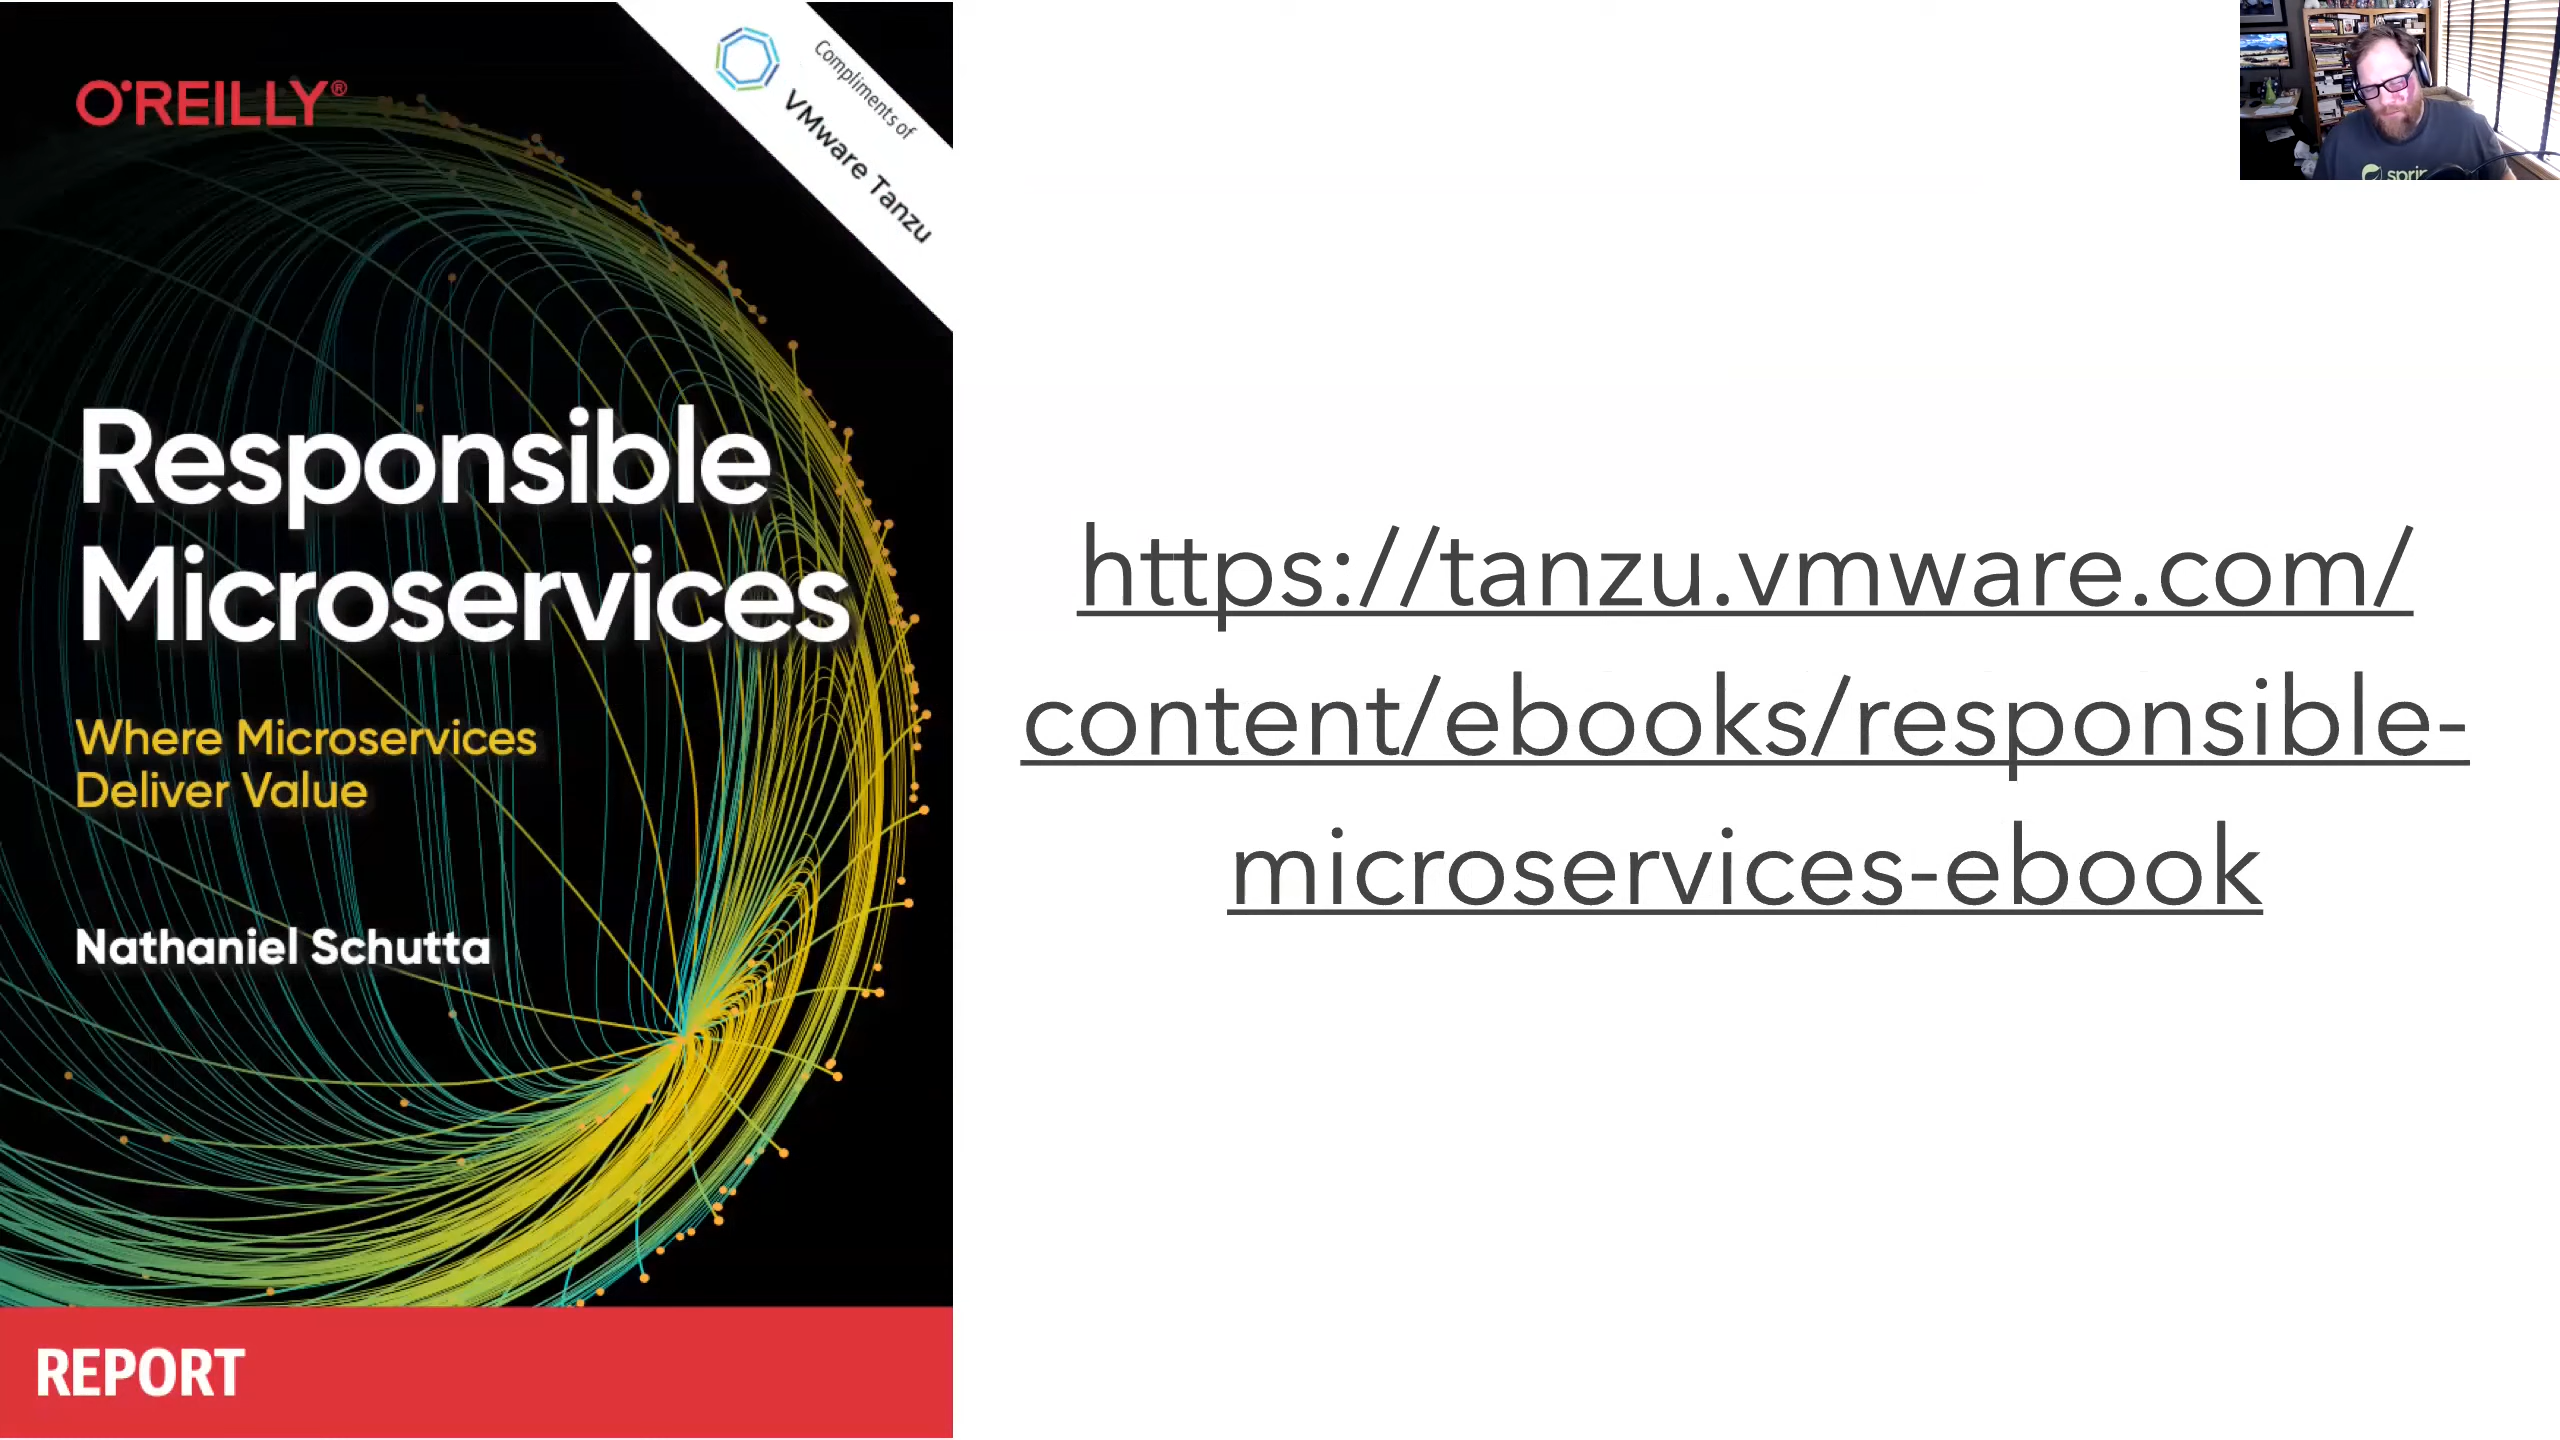 O'REILLY®
Compliments of
VMware Tanzu
Responsible
Microservices
Where Microservices
Deliver Value
Nathaniel Schutta
REPORT
https://tanzu.vmware.com/
content/ebooks/responsible-
microservices-ebook